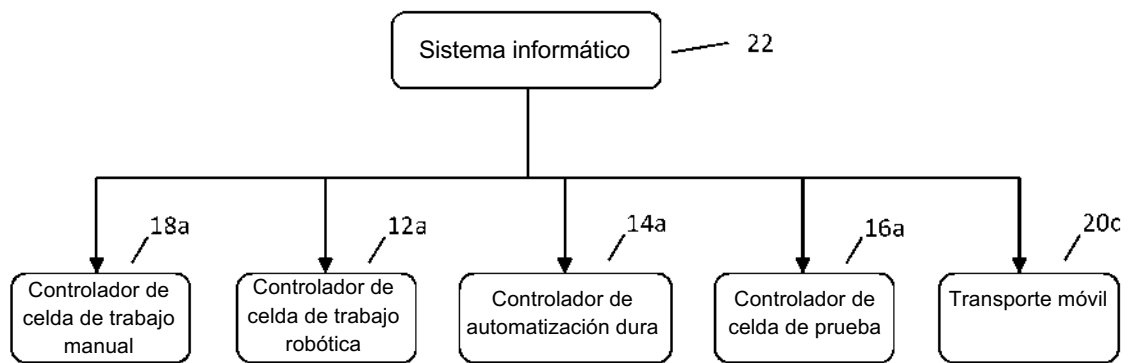 Sistema informático
22
18a
12a
14a
16a
20c
Controlador de
celda de trabajo
manual
Controlador de
celda de trabajo
robótica
Controlador de
automatización dura
Controlador de
celda de prueba
Transporte móvil